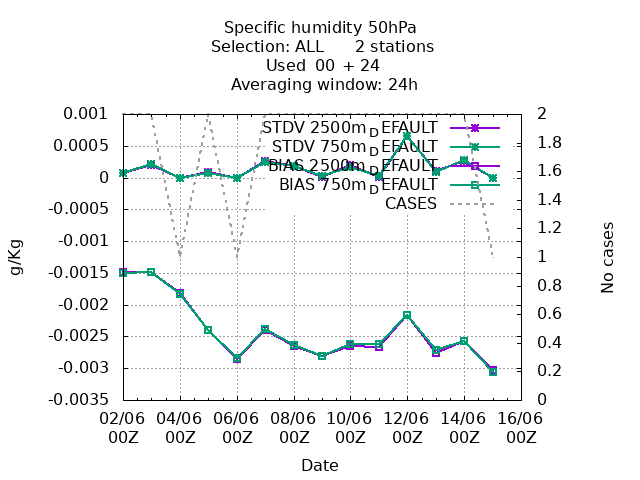 Specific humidity 50hPa
Selection: ALL 2 stations
Used 00 + 24
Averaging window: 24h
0.001
0.0005
0
-0.0005
-0.001
-0.0015
-0.002
-0.0025
-0.003
-0.0035
g/Kg
STDV 2500m_DEFAULT
STDV 750m_DEFAULT
BIAS 2500m_DEFAULT
BIAS 750m_DEFAULT
CASES
2
1.8
1.6
1.4
1.2
1
0.8
0.6
0.4
0.2
0
No cases
02/06 04/06 06/06 08/06 10/06 12/06 14/06 16/06
00Z 00Z 00Z 00Z 00Z 00Z 00Z 00Z
Date